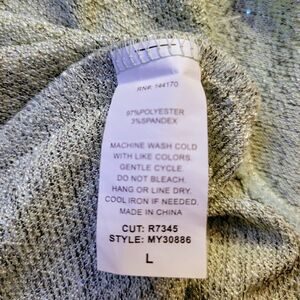 RN#: 144170
97%POLYESTER
3%SPANDEX
MACHINE WASH COLD
WITH LIKE COLORS.
GENTLE CYCLE.
DO NOT BLEACH.
HANG OR LINE DRY.
COOL IRON IF NEEDED.
MADE IN CHINA
CUT: R7345
STYLE: MY30886
L